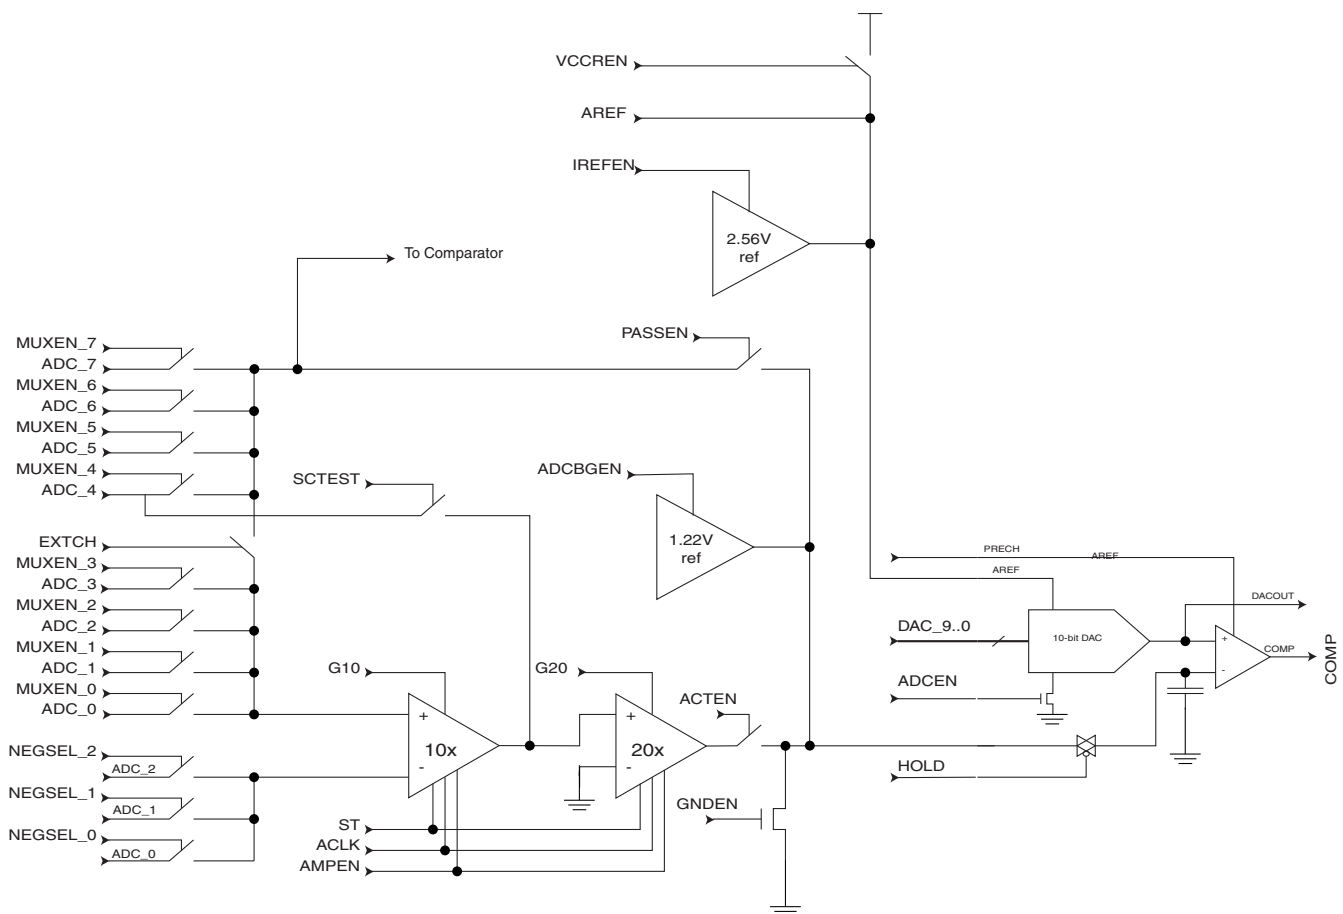 VCCREN
AREF
IREFEN
2.56V
ref
To Comparator
PASSEN
MUXEN_7
ADC_7
MUXEN_6
ADC_6
MUXEN_5
ADC_5
MUXEN_4
ADC_4
SCTEST
ADCBGEN
1.22V
ref
EXTCH
MUXEN_3
ADC_3
MUXEN_2
ADC_2
MUXEN_1
ADC_1
MUXEN_0
ADC_0
PRECH
AREF
AREF
DACOUT
DAC_9..0
10-bit DAC
+
-
COMP
COMP
ADCEN
G10
G20
ACTEN
+
10x
-
+
20x
-
HOLD
NEGSEL_2
ADC_2
NEGSEL_1
ADC_1
NEGSEL_0
ADC_0
GNDEN
ST
ACLK
AMPEN